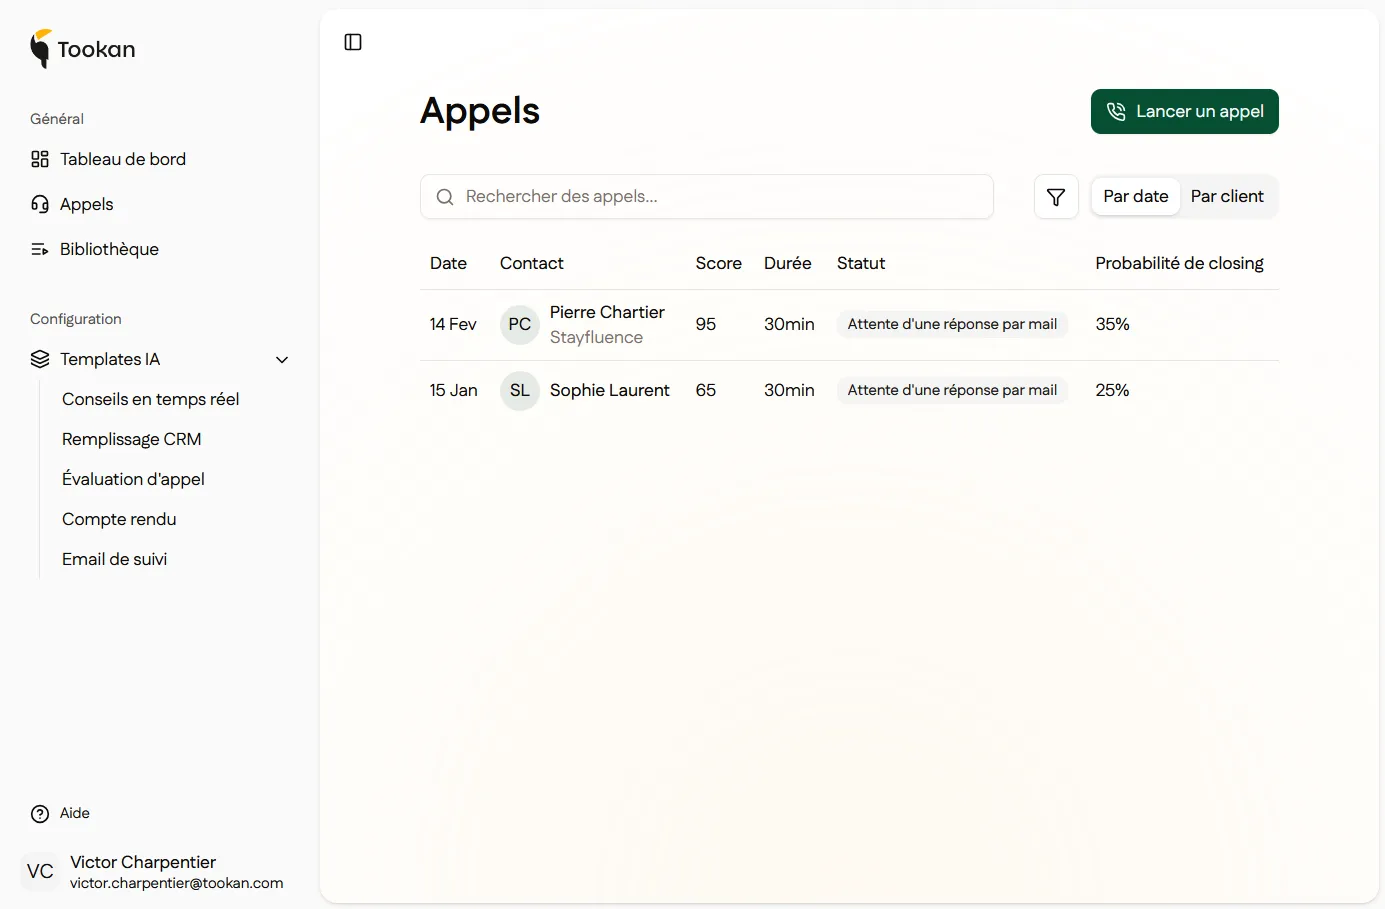 Tookan
Général
Tableau de bord
Appels
Bibliothèque
Configuration
Templates IA
Conseils en temps réel
Remplissage CRM
Évaluation d'appel
Compte rendu
Email de suivi
Aide
VC
Victor Charpentier
victor.charpentier@tookan.com
Appels
Lancer un appel
Rechercher des appels...
Par date Par client
Date Contact Score Durée Statut Probabilité de closing
14 Fev PC Pierre Chartier Stayfluence 95 30min Attente d'une réponse par mail 35%
15 Jan SL Sophie Laurent 65 30min Attente d'une réponse par mail 25%